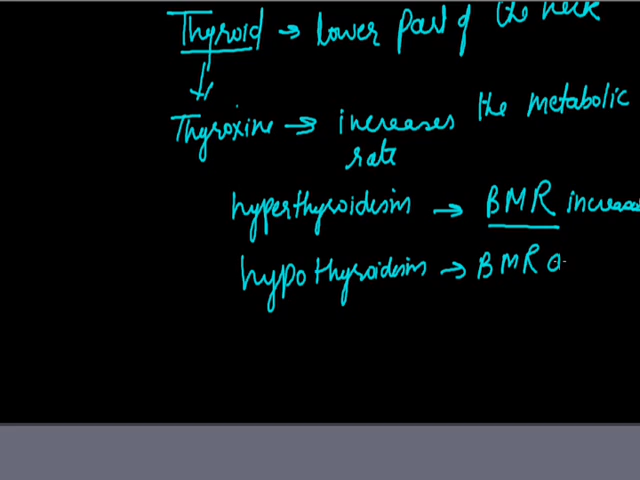 Thyroid → lower part of the neck
↓
Thyroxine → increases the metabolic
rate
hyperthyroidism → BMR increases
hypothyroidism → BMR